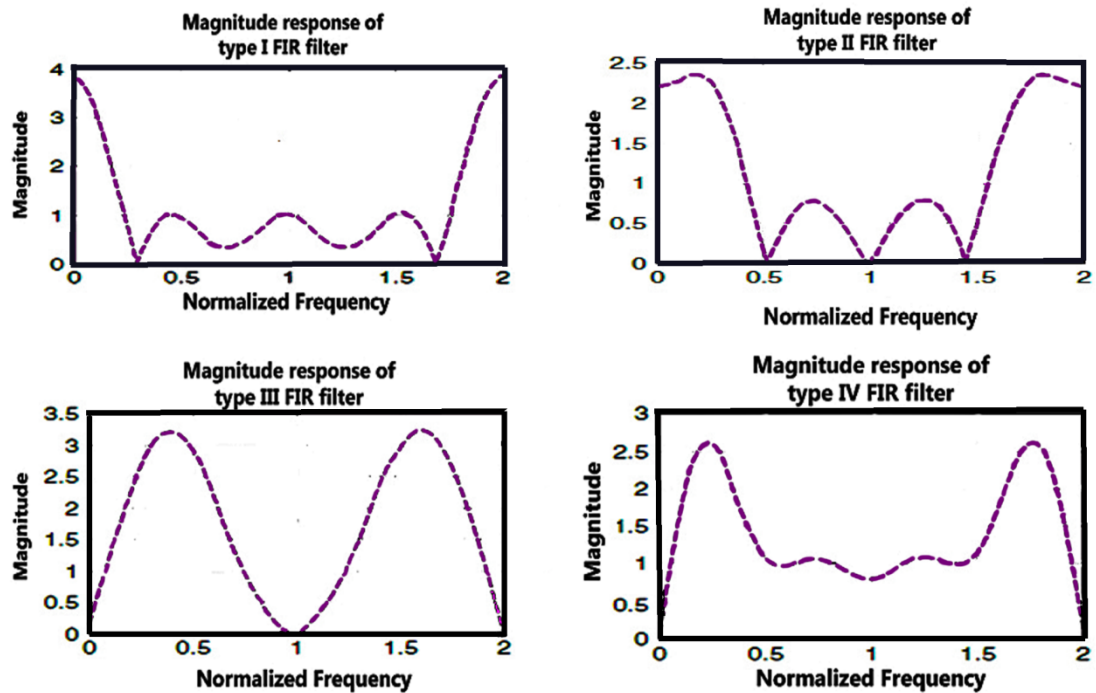 Magnitude response of
type I FIR filter
4
3
2
1
0
Magnitude
0
0.5
1
1.5
2
Normalized Frequency
Magnitude response of
type II FIR filter
2.5
2
1.5
1
0.5
0
Magnitude
0
0.5
1
1.5
2
Normalized Frequency
Magnitude response of
type III FIR filter
3.5
3
2.5
2
1.5
1
0.5
0
Magnitude
0
0.5
1
1.5
2
Normalized Frequency
Magnitude response of
type IV FIR filter
3
2.5
2
1.5
1
0.5
0
Magnitude
0
0.5
1
1.5
2
Normalized Frequency